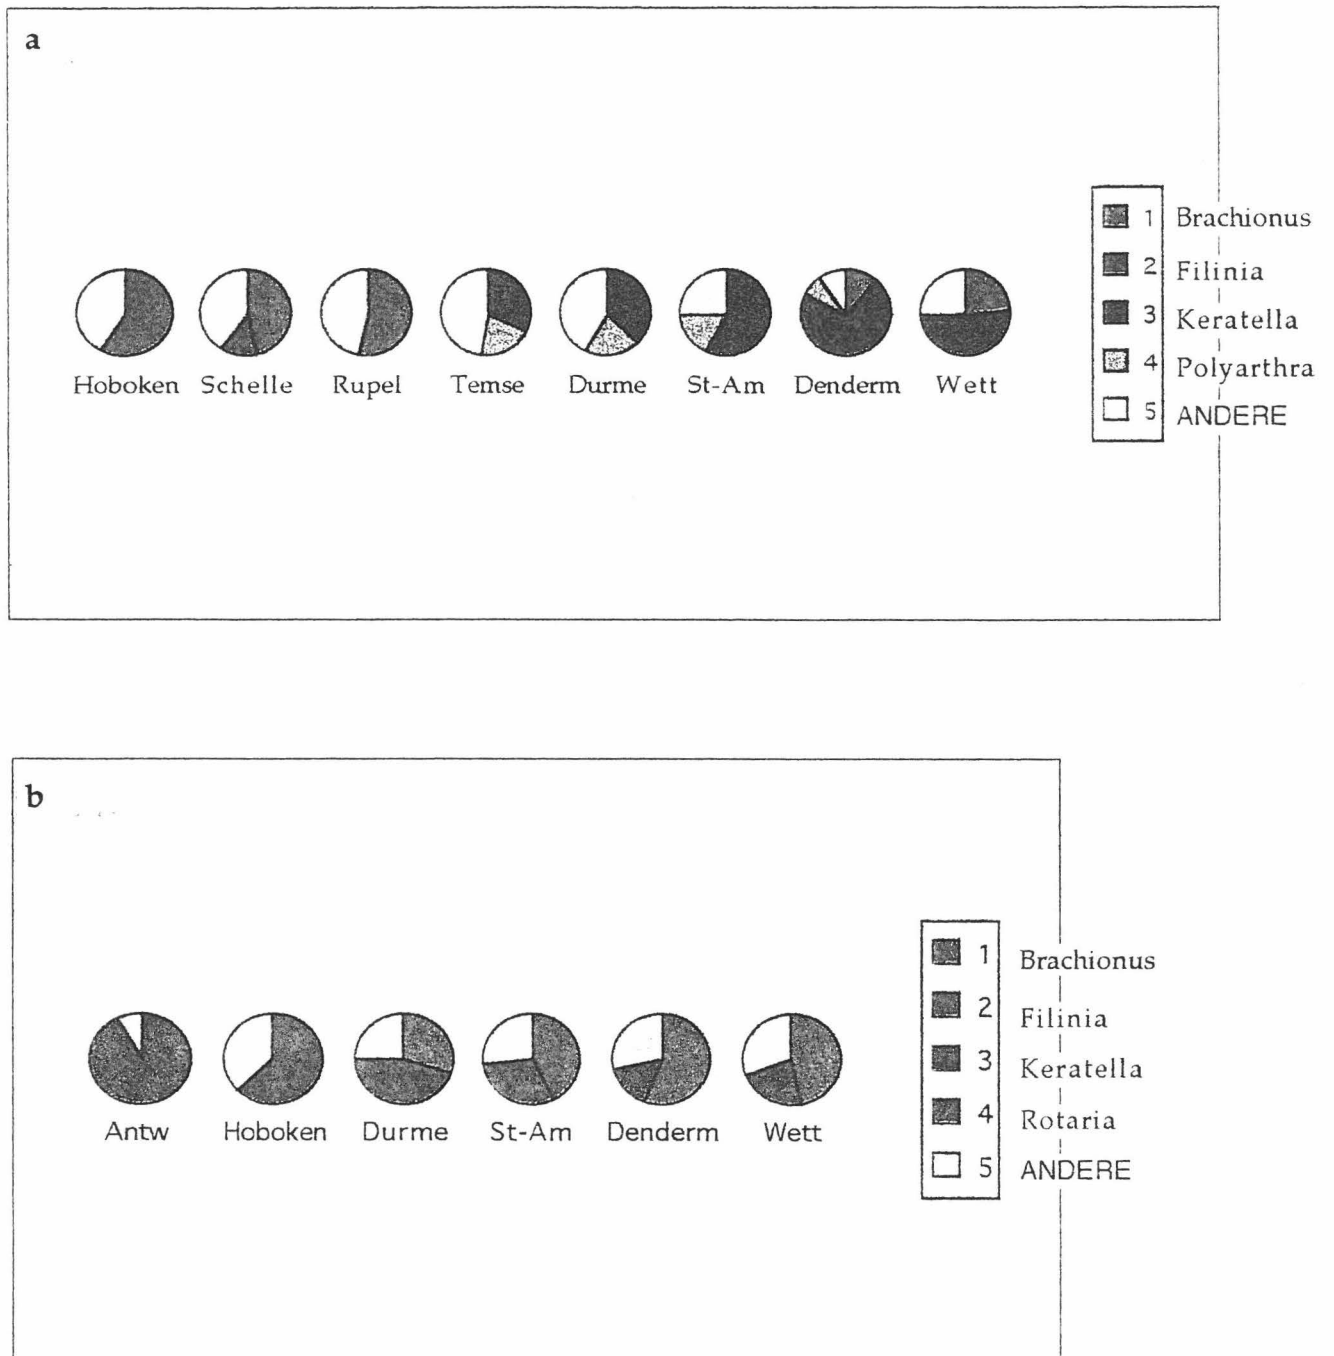 a
1 Brachionus
2 Filinia
3 Keratella
4 Polyarthra
5 ANDERE
Hoboken Schelle Rupel Temse Durme St-Am Denderm Wett
b
1 Brachionus
2 Filinia
3 Keratella
4 Rotaria
5 ANDERE
Antw Hoboken Durme St-Am Denderm Wett